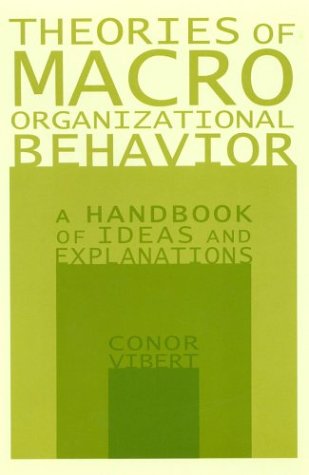 THEORIES OF
MACRO
ORGANIZATIONAL
BEHAVIOR
A HANDBOOK
OF IDEAS AND
EXPLANATIONS
CONOR
VIBERT